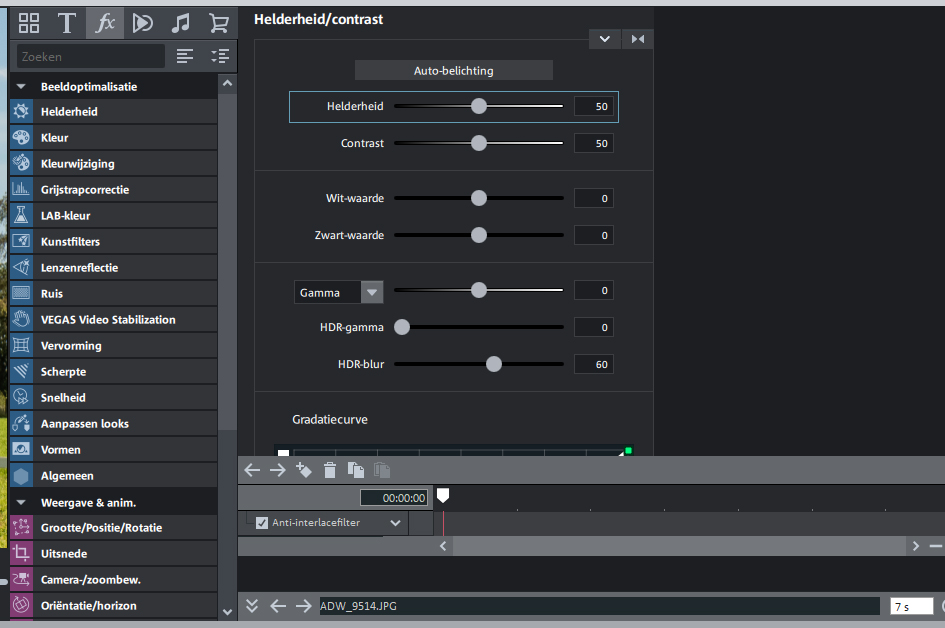 T fx
Zoeken
Beeldoptimalisatie
Helderheid
Kleur
Kleurwijziging
Grijstrapcorrectie
LAB-kleur
Kunstfilters
Lenzenreflectie
Ruis
VEGAS Video Stabilization
Vervorming
Scherpte
Snelheid
Aanpassen looks
Vormen
Algemeen
Weergave & anim.
Grootte/Positie/Rotatie
Uitsnede
Camera-/zoombew.
Oriëntatie/horizon
Helderheid/contrast
Auto-belichting
Helderheid 50
Contrast 50
Wit-waarde 0
Zwart-waarde 0
Gamma 0
HDR-gamma 0
HDR-blur 60
Gradatiecurve
00:00:00
Anti-interlacefilter
ADW_9514.JPG 7 s